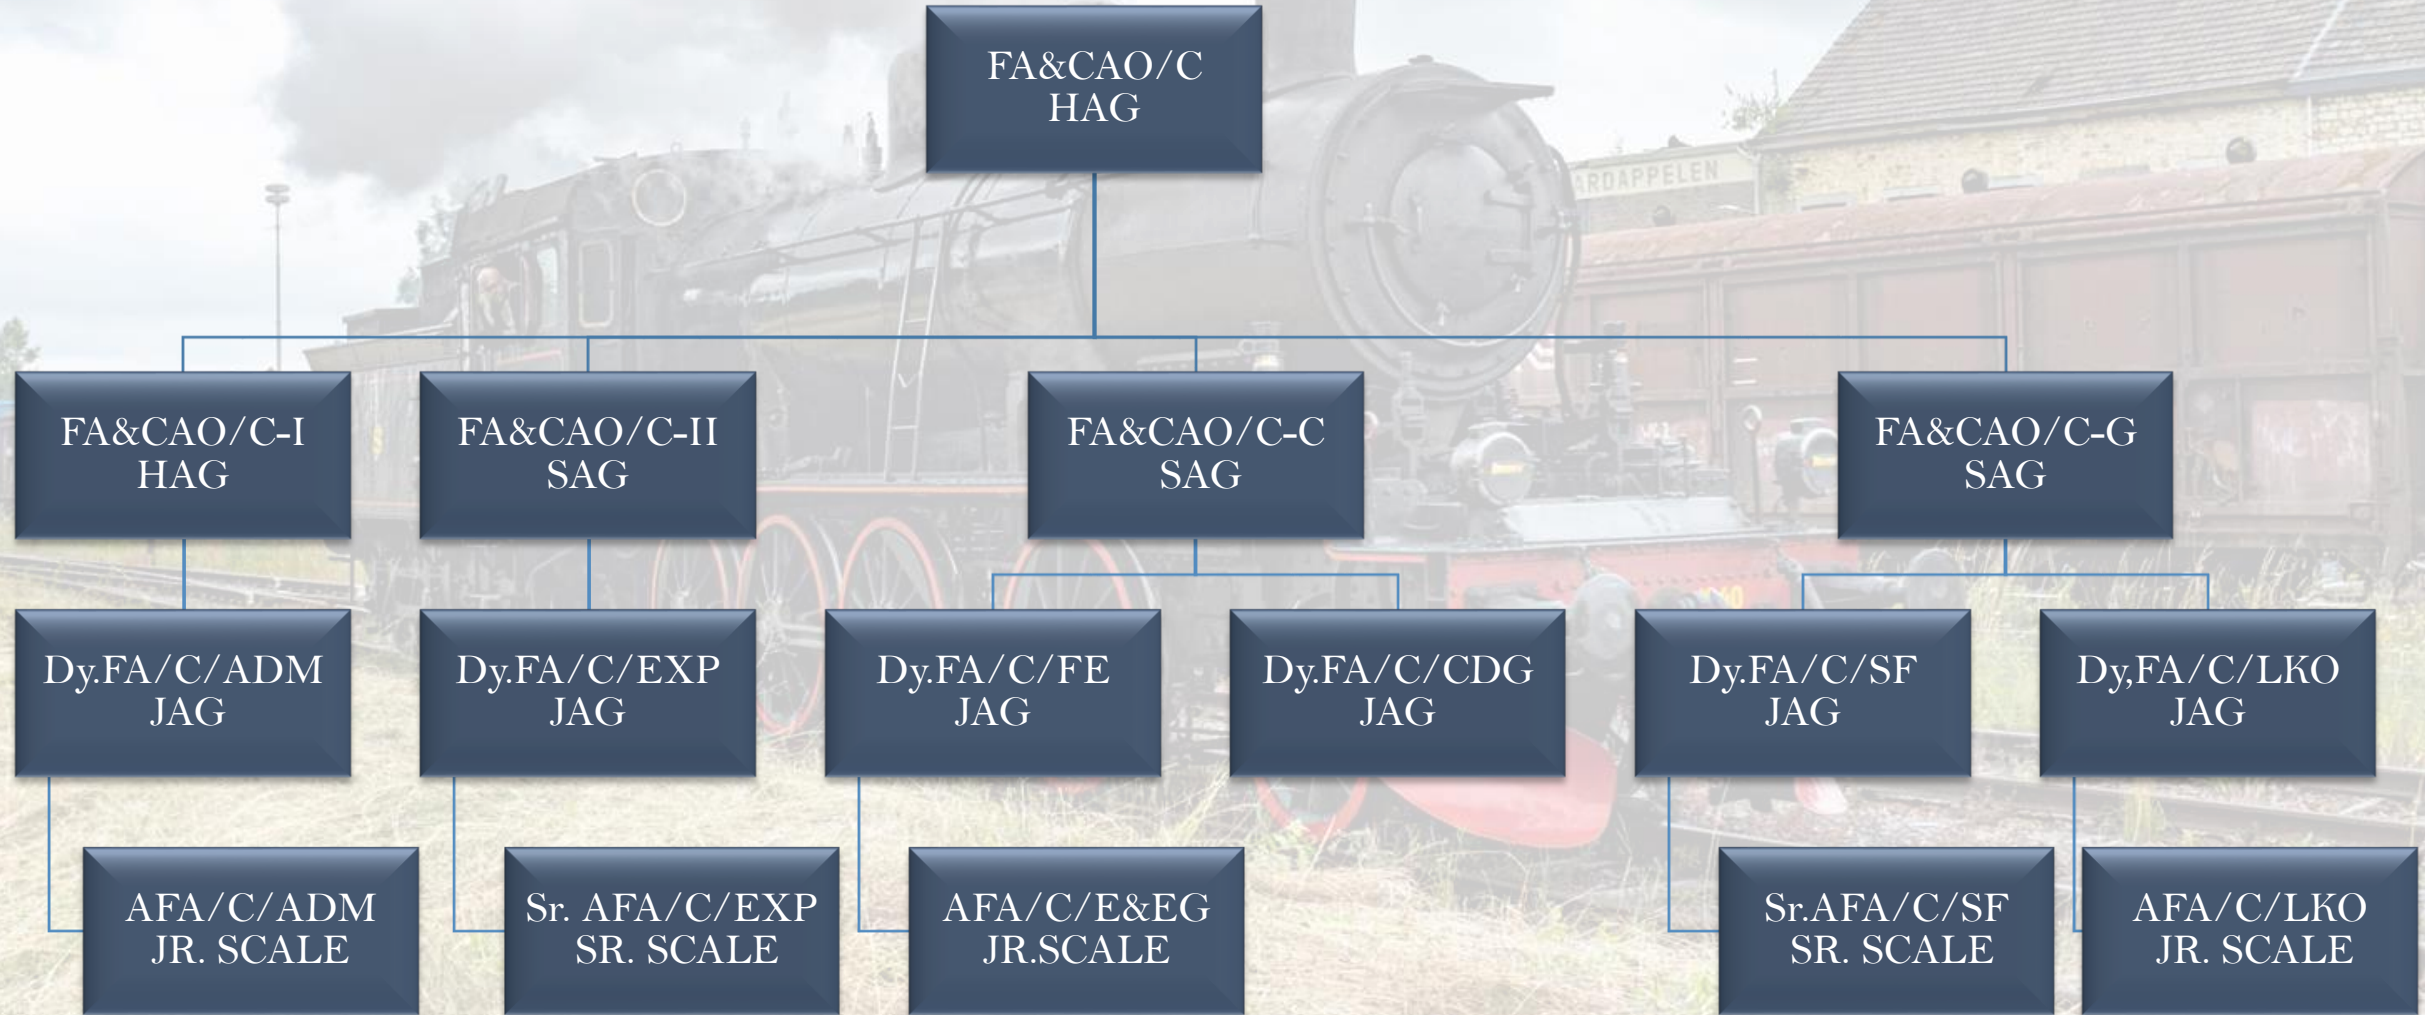 FA&CAO/C
HAG
ARDAPPELEN
FA&CAO/C-I
HAG
FA&CAO/C-II
SAG
FA&CAO/C-C
SAG
FA&CAO/C-G
SAG
Dy.FA/C/ADM
JAG
Dy.FA/C/EXP
JAG
Dy.FA/C/FE
JAG
Dy.FA/C/CDG
JAG
Dy.FA/C/SF
JAG
Dy,FA/C/LKO
JAG
AFA/C/ADM
JR. SCALE
Sr. AFA/C/EXP
SR. SCALE
AFA/C/E&EG
JR.SCALE
Sr.AFA/C/SF
SR. SCALE
AFA/C/LKO
JR. SCALE